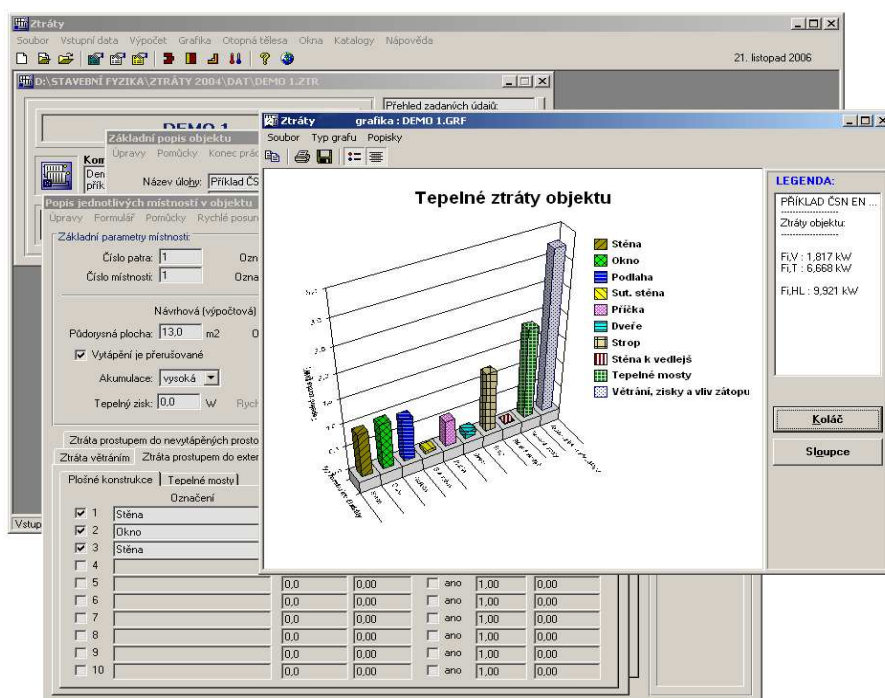 Ztráty
Soubor Vstupní data Výpočet Grafika Otopná tělesa Okna Katalogy Nápověda
21. listopad 2006
D:\STAVEBNÍ FYZIKA\ZTRÁTY 2004\DAT\DEMO 1.ZTR
Přehled zadaných údajů:
DEMO 1
Základní popis objektu
Úpravy Pomůcky Konec prác
Kom
Den
přík
Název úlohy: Příklad ČS
Popis jednotlivých místností v objektu
Úpravy Formulář Pomůcky Rychlé posun
Základní parametry místnosti:
Číslo patra: 1 Ozn
Číslo místnosti: 1 Označ
Návrhová (výpočtová)
Půdorysná plocha: 13,0 m2 O
Vytápění je přerušované
Akumulace: vysoká
Tepelný zisk: 0,0 W Rych
Ztráta prostupem do nevytápěných prosto
Ztráta větráním Ztráta prostupem do exter
Plošné konstrukce Tepelné mosty
Označení
1 Stěna
2 Okno
3 Stěna
4
5 0,0 0,00 ano 1,00 0,00
6 0,0 0,00 ano 1,00 0,00
7 0,0 0,00 ano 1,00 0,00
8 0,0 0,00 ano 1,00 0,00
9 0,0 0,00 ano 1,00 0,00
10 0,0 0,00 ano 1,00 0,00
Vstup
Ztráty grafika : DEMO 1.GRF
Soubor Typ grafu Popisky
Tepelné ztráty objektu
Stěna
Okno
Podlaha
Sut. stěna
Příčka
Dveře
Strop
Stěna k vedlejš
Tepelné mosty
Větrání, zisky a vliv zátopu
LEGENDA:
PŘÍKLAD ČSN EN ...
--------------------
Ztráty objektu:
--------------------
Fi,V : 1,817 kW
Fi,T : 6,668 kW
Fi,HL : 9,921 kW
Koláč
Sloupce